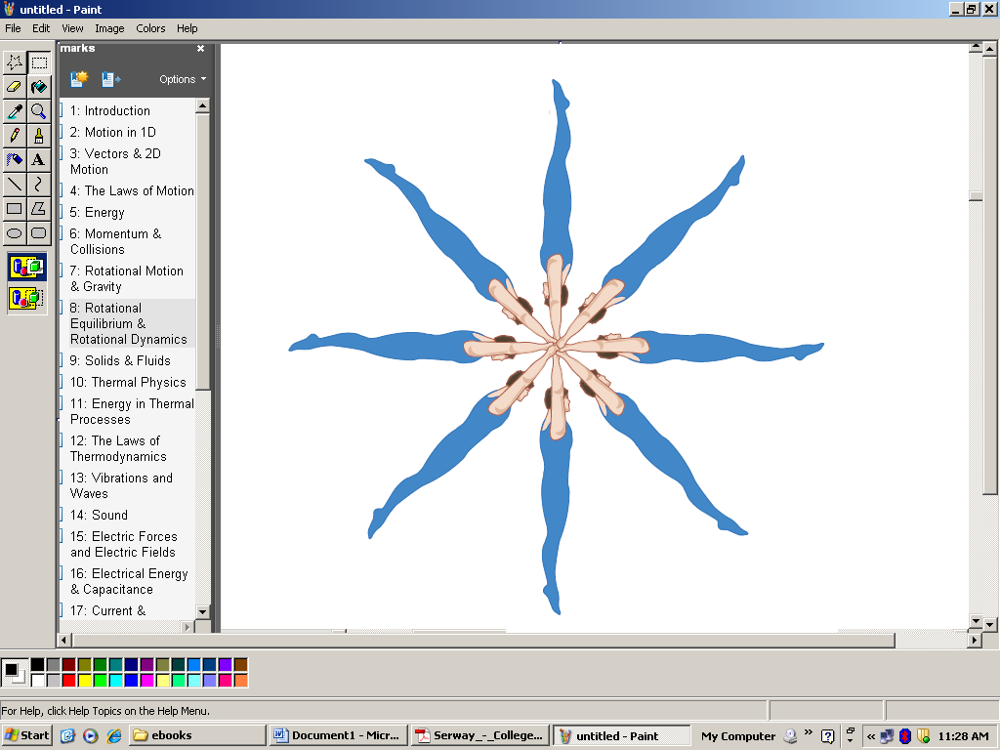 untitled - Paint
File Edit View Image Colors Help
marks
Options
1: Introduction
2: Motion in 1D
3: Vectors & 2D
Motion
4: The Laws of Motion
5: Energy
6: Momentum &
Collisions
7: Rotational Motion
& Gravity
8: Rotational
Equilibrium &
Rotational Dynamics
9: Solids & Fluids
10: Thermal Physics
11: Energy in Thermal
Processes
12: The Laws of
Thermodynamics
13: Vibrations and
Waves
14: Sound
15: Electric Forces
and Electric Fields
16: Electrical Energy
& Capacitance
17: Current &
For Help, click Help Topics on the Help Menu.
Start ebooks Document1 - Micr... Serway_-_College... untitled - Paint My Computer » « 11:28 AM